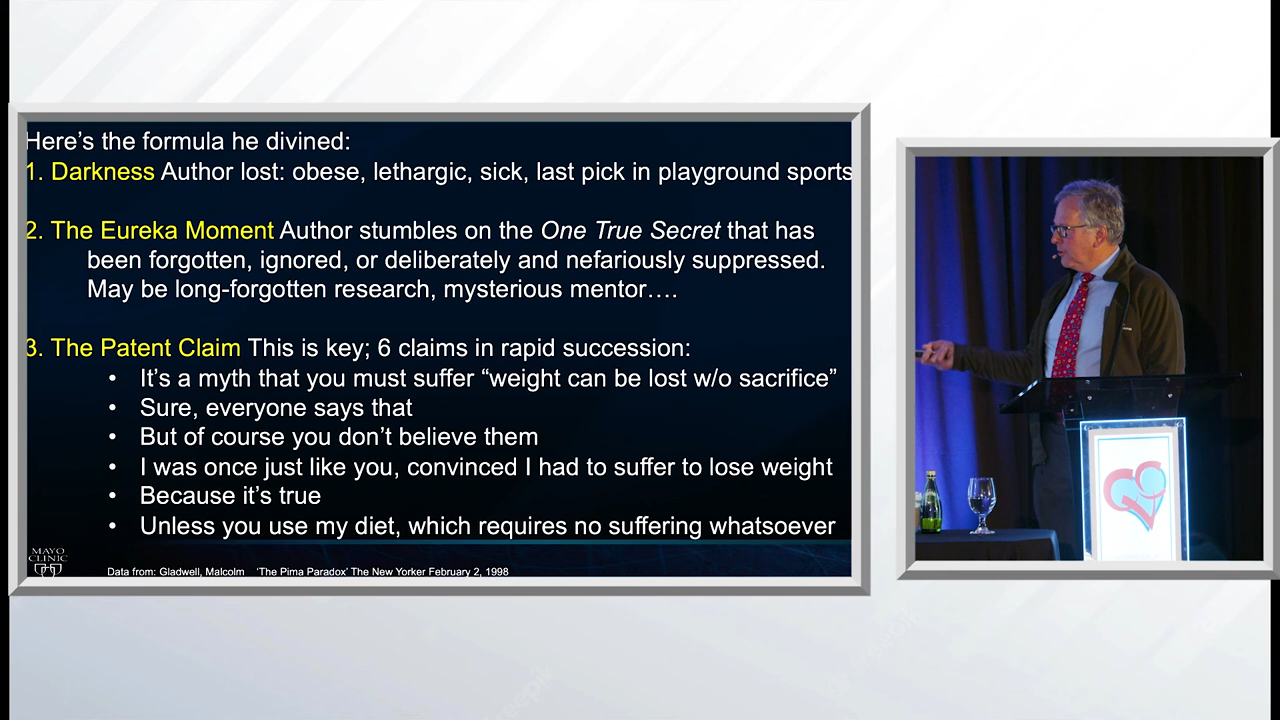 Here's the formula he divined:
1. Darkness Author lost: obese, lethargic, sick, last pick in playground sports
2. The Eureka Moment Author stumbles on the One True Secret that has
been forgotten, ignored, or deliberately and nefariously suppressed.
May be long-forgotten research, mysterious mentor….
3. The Patent Claim This is key; 6 claims in rapid succession:
• It's a myth that you must suffer “weight can be lost w/o sacrifice”
• Sure, everyone says that
• But of course you don't believe them
• I was once just like you, convinced I had to suffer to lose weight
• Because it's true
• Unless you use my diet, which requires no suffering whatsoever
MAYO
CLINIC
Data from: Gladwell, Malcolm 'The Pima Paradox' The New Yorker February 2, 1998